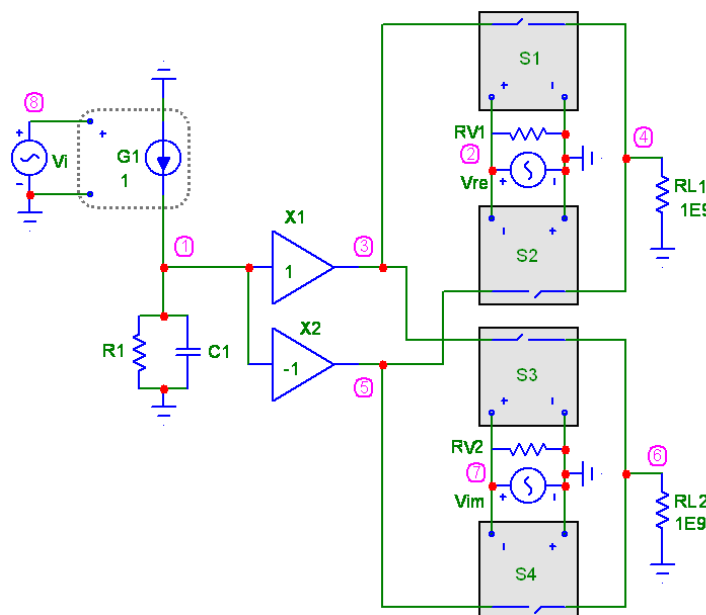 S1
8
+
-
Vi
+
G1
1
+
-
RV1
2
Vre
+
-
4
RL1
1E9
1
X1
1
3
-
+
S2
X2
-1
5
R1
C1
S3
+
-
RV2
7
Vim
+
-
6
RL2
1E9
-
+
S4